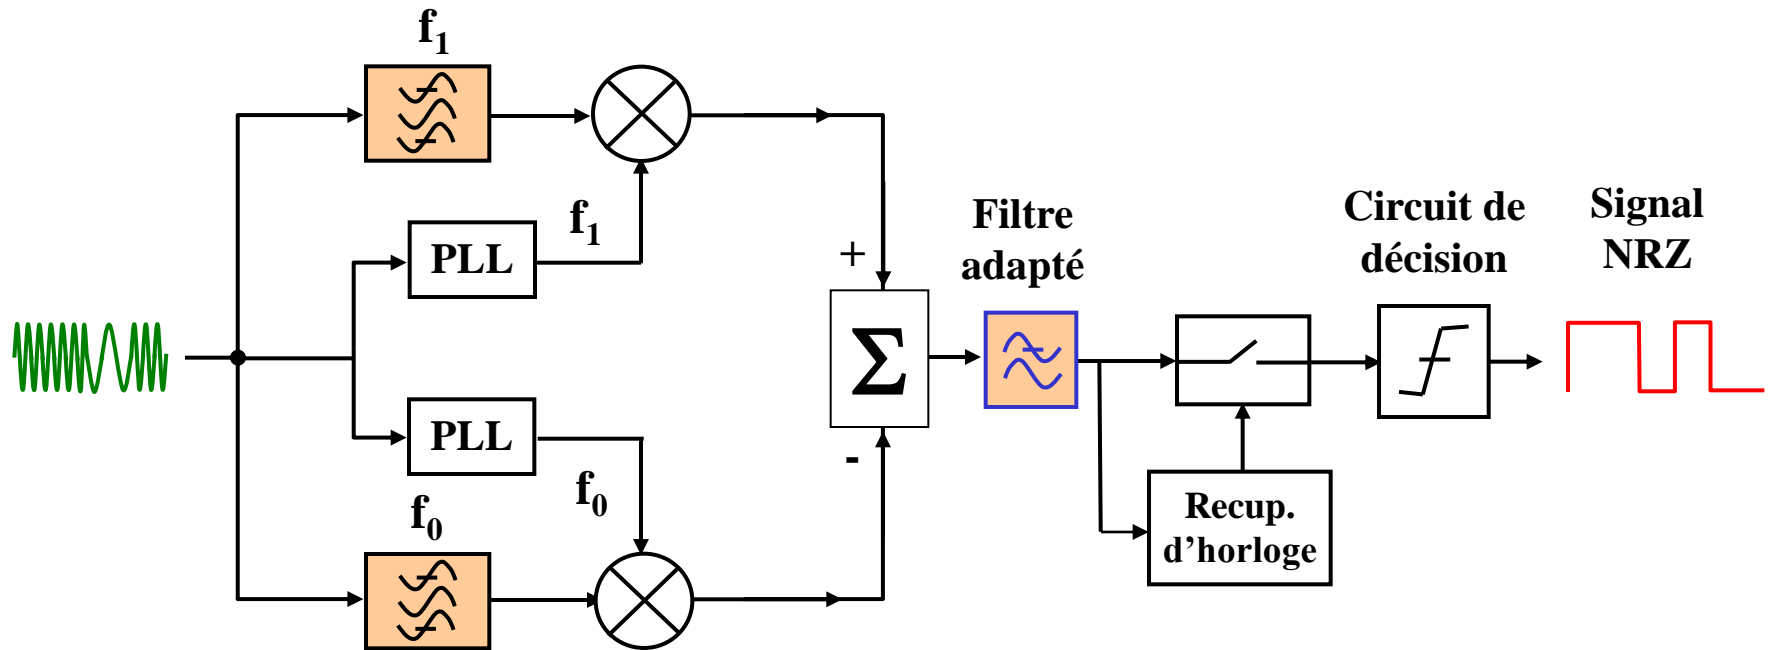 f1
f1
PLL
+
Filtre
adapté
Circuit de
décision
Signal
NRZ
Σ
PLL
-
f0
f0
Recup.
d’horloge